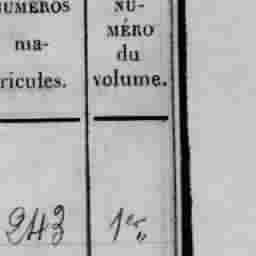 NUMÉROS
ma-
ricules.
NU-
MÉRO
du
volume.
243
1er